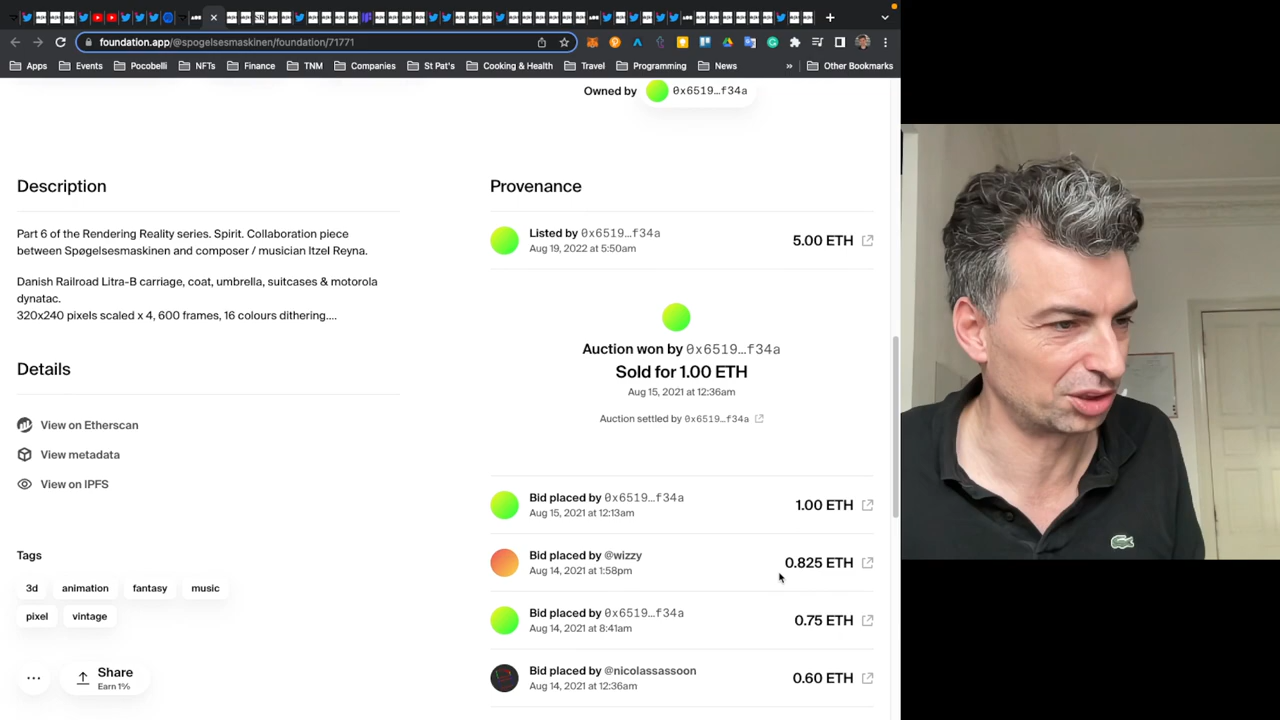 foundation.app/@spogelsesmaskinen/foundation/71771
Apps
Events
Pocobelli
NFTs
Finance
TNM
Companies
St Pat's
Cooking & Health
Travel
Programming
News
»
Other Bookmarks
Owned by 0x6519…f34a
Description
Part 6 of the Rendering Reality series. Spirit. Collaboration piece
between Spøgelsesmaskinen and composer / musician Itzel Reyna.
Danish Railroad Litra-B carriage, coat, umbrella, suitcases & motorola
dynatac.
320x240 pixels scaled x 4, 600 frames, 16 colours dithering....
Details
View on Etherscan
View metadata
View on IPFS
Tags
3d
animation
fantasy
music
pixel
vintage
Share
Earn 1%
Provenance
Listed by 0x6519…f34a
Aug 19, 2022 at 5:50am
5.00 ETH
Auction won by 0x6519…f34a
Sold for 1.00 ETH
Aug 15, 2021 at 12:36am
Auction settled by 0x6519…f34a
Bid placed by 0x6519…f34a
Aug 15, 2021 at 12:13am
1.00 ETH
Bid placed by @wizzy
Aug 14, 2021 at 1:58pm
0.825 ETH
Bid placed by 0x6519…f34a
Aug 14, 2021 at 8:41am
0.75 ETH
Bid placed by @nicolassassoon
Aug 14, 2021 at 12:36am
0.60 ETH